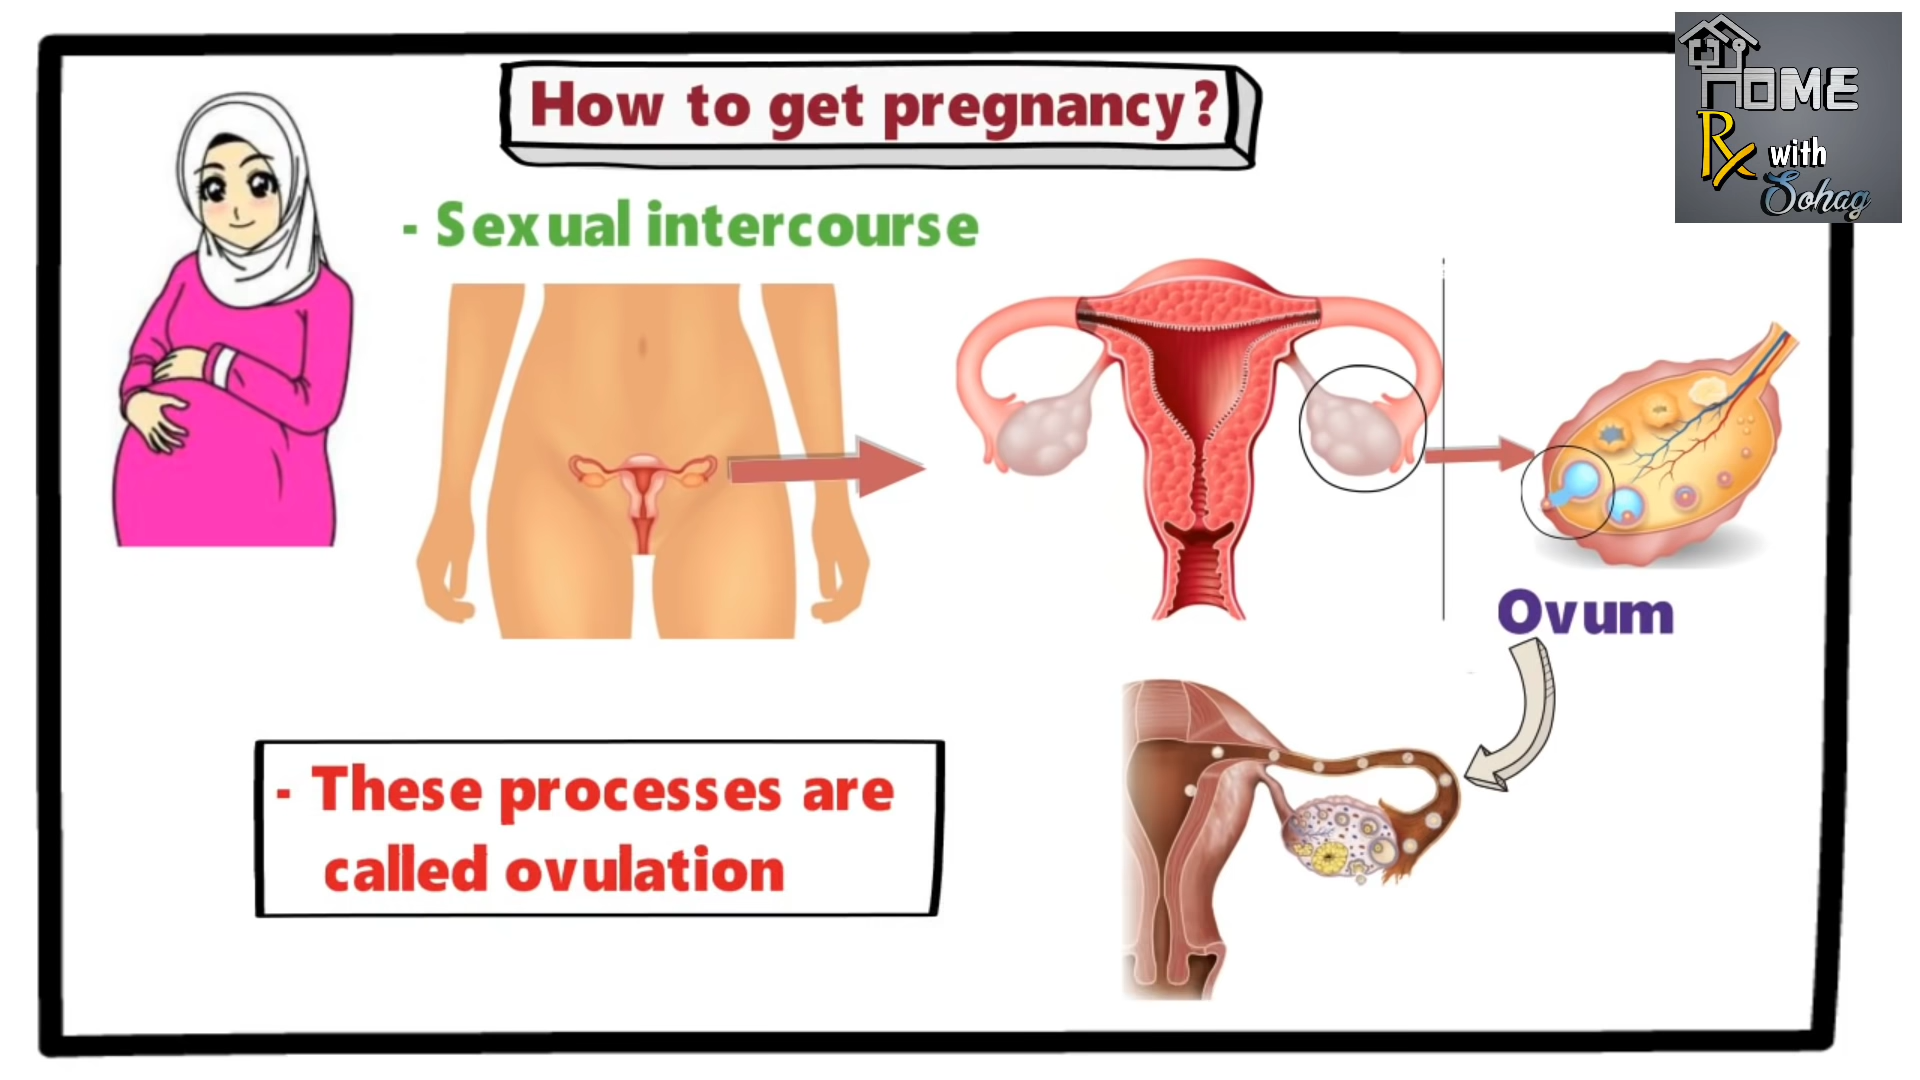 How to get pregnancy?
HOME
Rx with
Sohag
- Sexual intercourse
Ovum
- These processes are
called ovulation